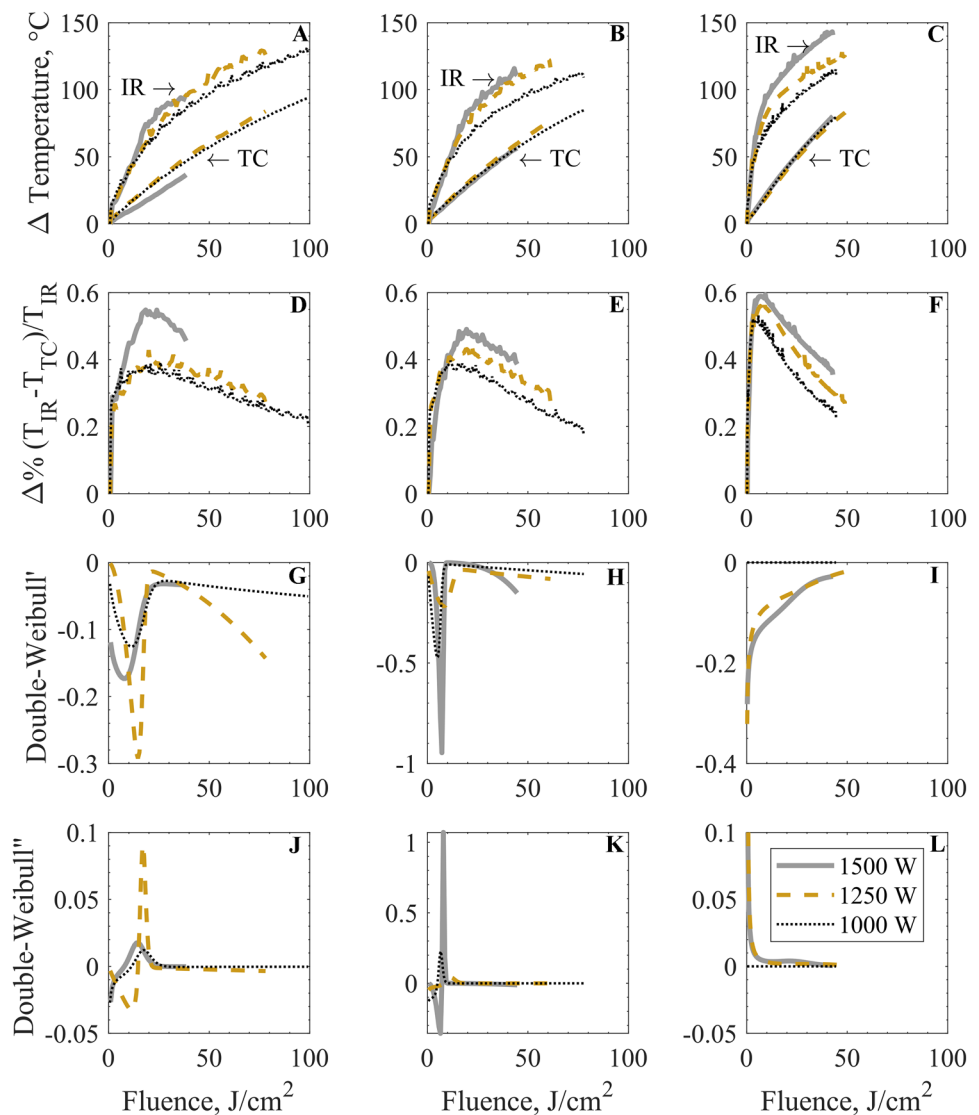 150
100
50
0
Δ Temperature, °C
A
IR →
← TC
0
50
100
150
100
50
0
B
IR →
← TC
0
50
100
150
100
50
0
C
IR →
← TC
0
50
100
0.6
0.4
0.2
0
Δ% (T_IR-T_TC)/T_IR
D
0
50
100
0.6
0.4
0.2
0
E
0
50
100
0.6
0.4
0.2
0
F
0
50
100
0
-0.1
-0.2
-0.3
Double-Weibull'
G
0
50
100
0
-0.5
-1
H
0
50
100
0
-0.2
-0.4
I
0
50
100
0.1
0.05
0
-0.05
Double-Weibull"
J
0
50
100
Fluence, J/cm²
1
0.5
0
K
0
50
100
Fluence, J/cm²
0.1
0.05
0
-0.05
L
1500 W
1250 W
1000 W
0
50
100
Fluence, J/cm²